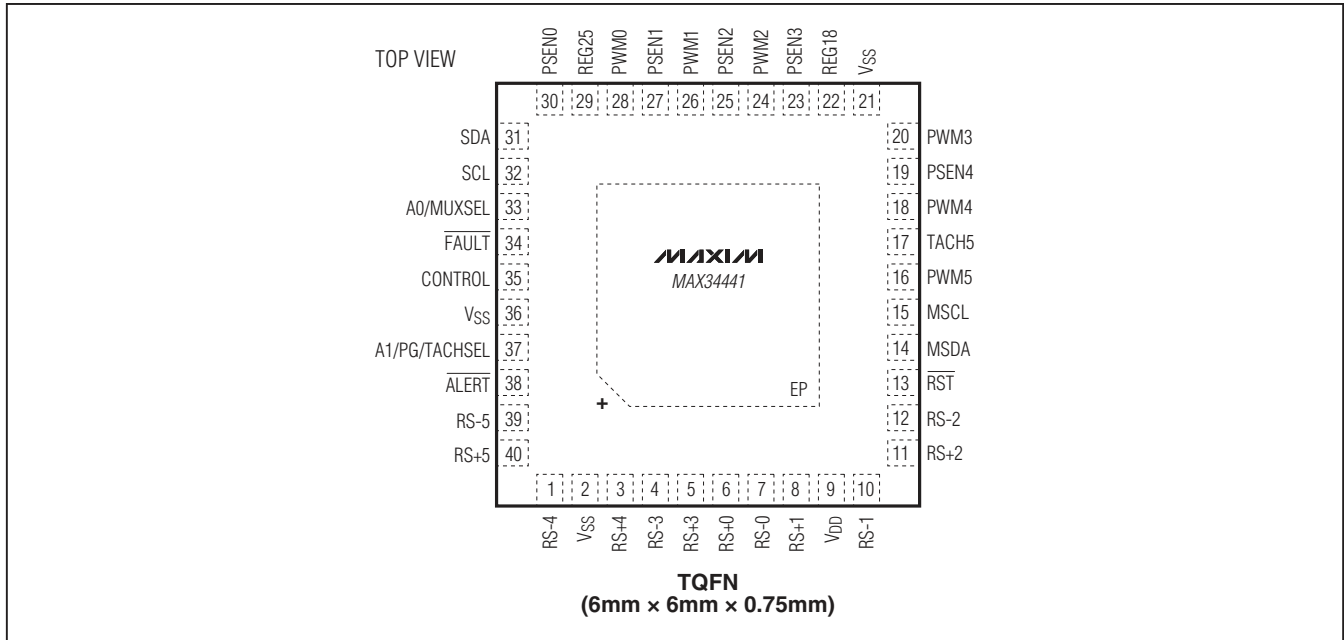 TOP VIEW
PSEN0 REG25 PWM0 PSEN1 PWM1 PSEN2 PWM2 PSEN3 REG18 VSS
30 29 28 27 26 25 24 23 22 21
SDA 31
SCL 32
A0/MUXSEL 33
FAULT 34
CONTROL 35
VSS 36
A1/PG/TACHSEL 37
ALERT 38
RS-5 39
RS+5 40
MAXIM
MAX34441
EP
+
20 PWM3
19 PSEN4
18 PWM4
17 TACH5
16 PWM5
15 MSCL
14 MSDA
13 RST
12 RS-2
11 RS+2
1 2 3 4 5 6 7 8 9 10
RS-4 VSS RS+4 RS-3 RS+3 RS+0 RS-0 RS+1 VDD RS-1
TQFN
(6mm × 6mm × 0.75mm)